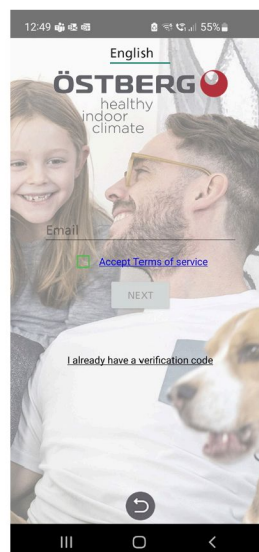 12:49 55%
English
ÖSTBERG
healthy
indoor
climate
Email
Accept Terms of service
NEXT
I already have a verification code